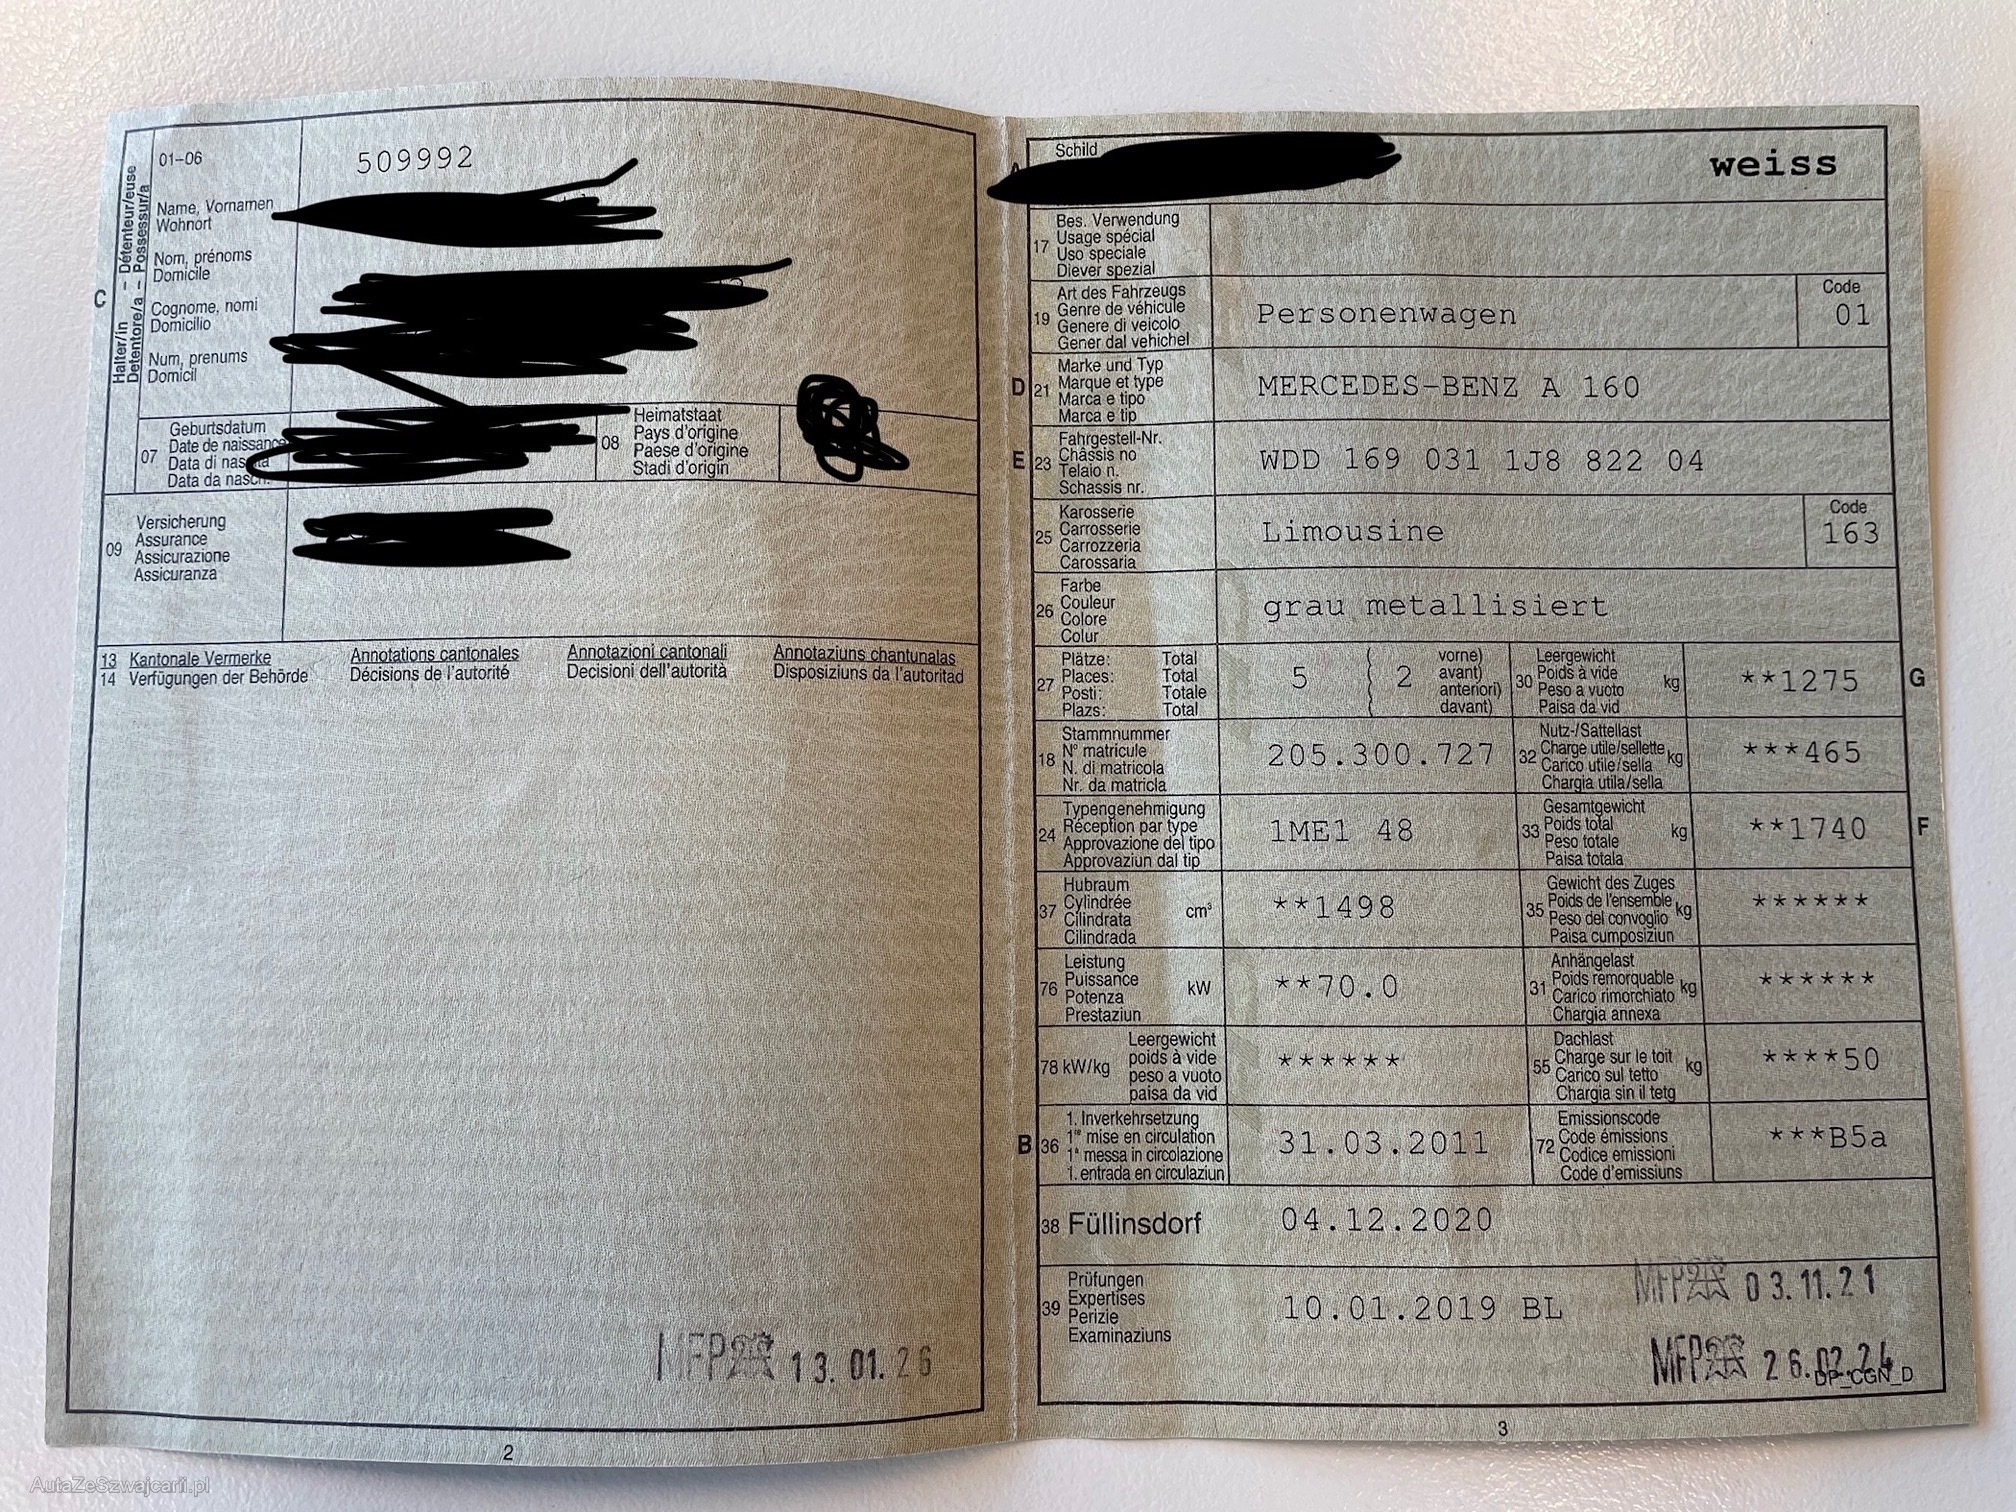 Halter/in – Détenteur/euse
Detentore/a – Possessur/a
C
01–06
509992
Name, Vornamen
Wohnort
Nom, prénoms
Domicile
Cognome, nomi
Domicilio
Num, prenums
Domicil
07
Geburtsdatum
Date de naissance
Data di
Data da
08
Heimatstaat
Pays d'origine
Paese d'origine
Stadi d'origin
09
Versicherung
Assurance
Assicurazione
Assicuranza
13 Kantonale Vermerke Annotations cantonales Annotazioni cantonali Annotaziuns chantunalas
14 Verfügungen der Behörde Décisions de l'autorité Decisioni dell'autorità Disposiziuns da l'autoritad
MFP 13.01.26
2
Schild
weiss
17
Bes. Verwendung
Usage spécial
Uso speciale
Diever spezial
19
Art des Fahrzeugs
Genre de véhicule
Genere di veicolo
Gener dal vehichel
Personenwagen
Code
01
D 21
Marke und Typ
Marque et type
Marca e tipo
Marca e tip
MERCEDES-BENZ A 160
E 23
Fahrgestell-Nr.
Châssis no
Telaio n.
Schassis nr.
WDD 169 031 1J8 822 04
25
Karosserie
Carrosserie
Carrozzeria
Carossaria
Limousine
Code
163
26
Farbe
Couleur
Colore
Colur
grau metallisiert
27
Plätze: Total
Places: Total
Posti: Totale
Plazs: Total
5 ( 2
vorne)
avant)
anteriori)
davant)
30
Leergewicht
Poids à vide
Peso a vuoto
Paisa da vid
kg
**1275
G
18
Stammnummer
N° matricule
N. di matricola
Nr. da matricla
205.300.727
32
Nutz-/Sattellast
Charge utile/sellette
Carico utile/sella
Chargia utila/sella
kg
***465
24
Typengenehmigung
Réception par type
Approvazione del tipo
Approvaziun dal tip
1ME1 48
33
Gesamtgewicht
Poids total
Peso totale
Paisa totala
kg
**1740
F
37
Hubraum
Cylindrée
Cilindrata
Cilindrada
cm³
**1498
35
Gewicht des Zuges
Poids de l'ensemble
Peso del convoglio
Paisa cumposiziun
kg
******
76
Leistung
Puissance
Potenza
Prestaziun
kW
**70.0
31
Anhängelast
Poids remorquable
Carico rimorchiato
Chargia annexa
kg
******
78 kW/kg
Leergewicht
poids à vide
peso a vuoto
paisa da vid
******
55
Dachlast
Charge sur le toit
Carico sul tetto
Chargia sin il tetg
kg
****50
B 36
1. Inverkehrsetzung
1re mise en circulation
1a messa in circolazione
1. entrada en circulaziun
31.03.2011
72
Emissionscode
Code émissions
Codice emissioni
Code d'emissiuns
***B5a
38 Füllinsdorf
04.12.2020
39
Prüfungen
Expertises
Perizie
Examinaziuns
10.01.2019 BL
MFP 03.11.21
MFP 26.02.24
DP_CGN_D
3
AutaZeSzwajcarii.pl